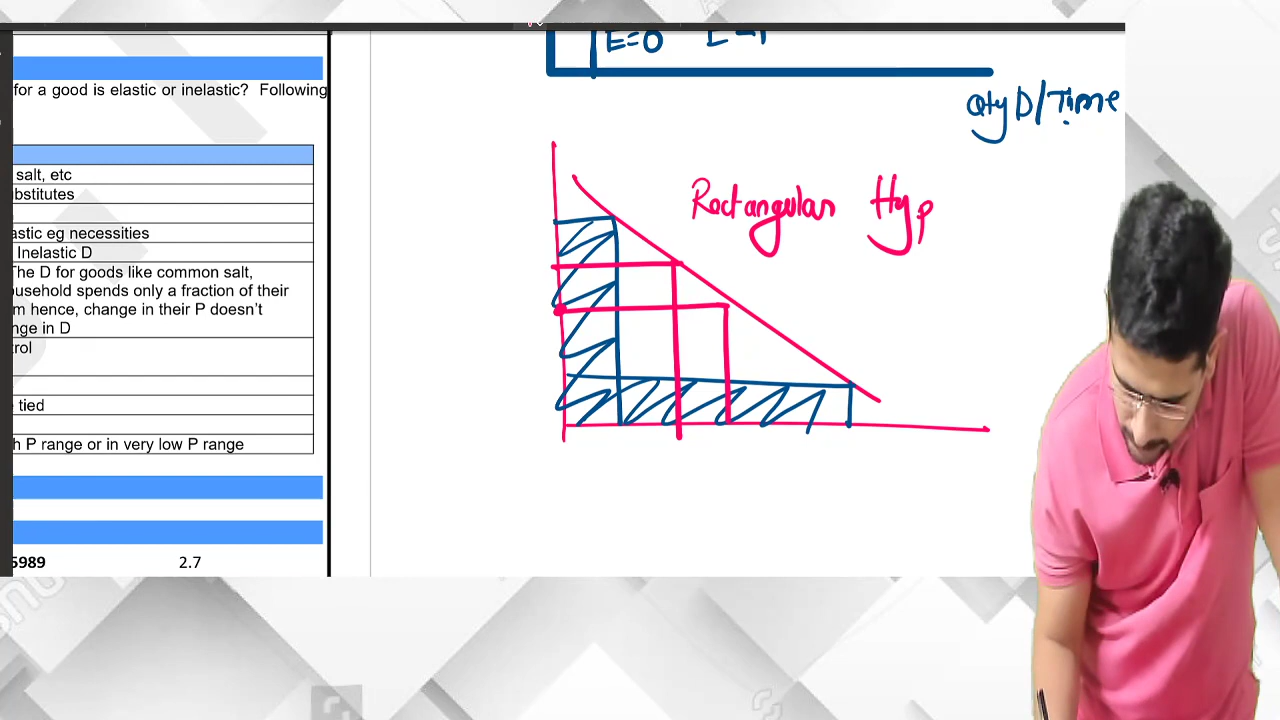 for a good is elastic or inelastic? Following
salt, etc
ubstitutes
astic eg necessities
Inelastic D
The D for goods like common salt,
ousehold spends only a fraction of their
m hence, change in their P doesn't
nge in D
trol
tied
h P range or in very low P range
5989 2.7
E=0
Qty D/Time
Rectangular Hyp